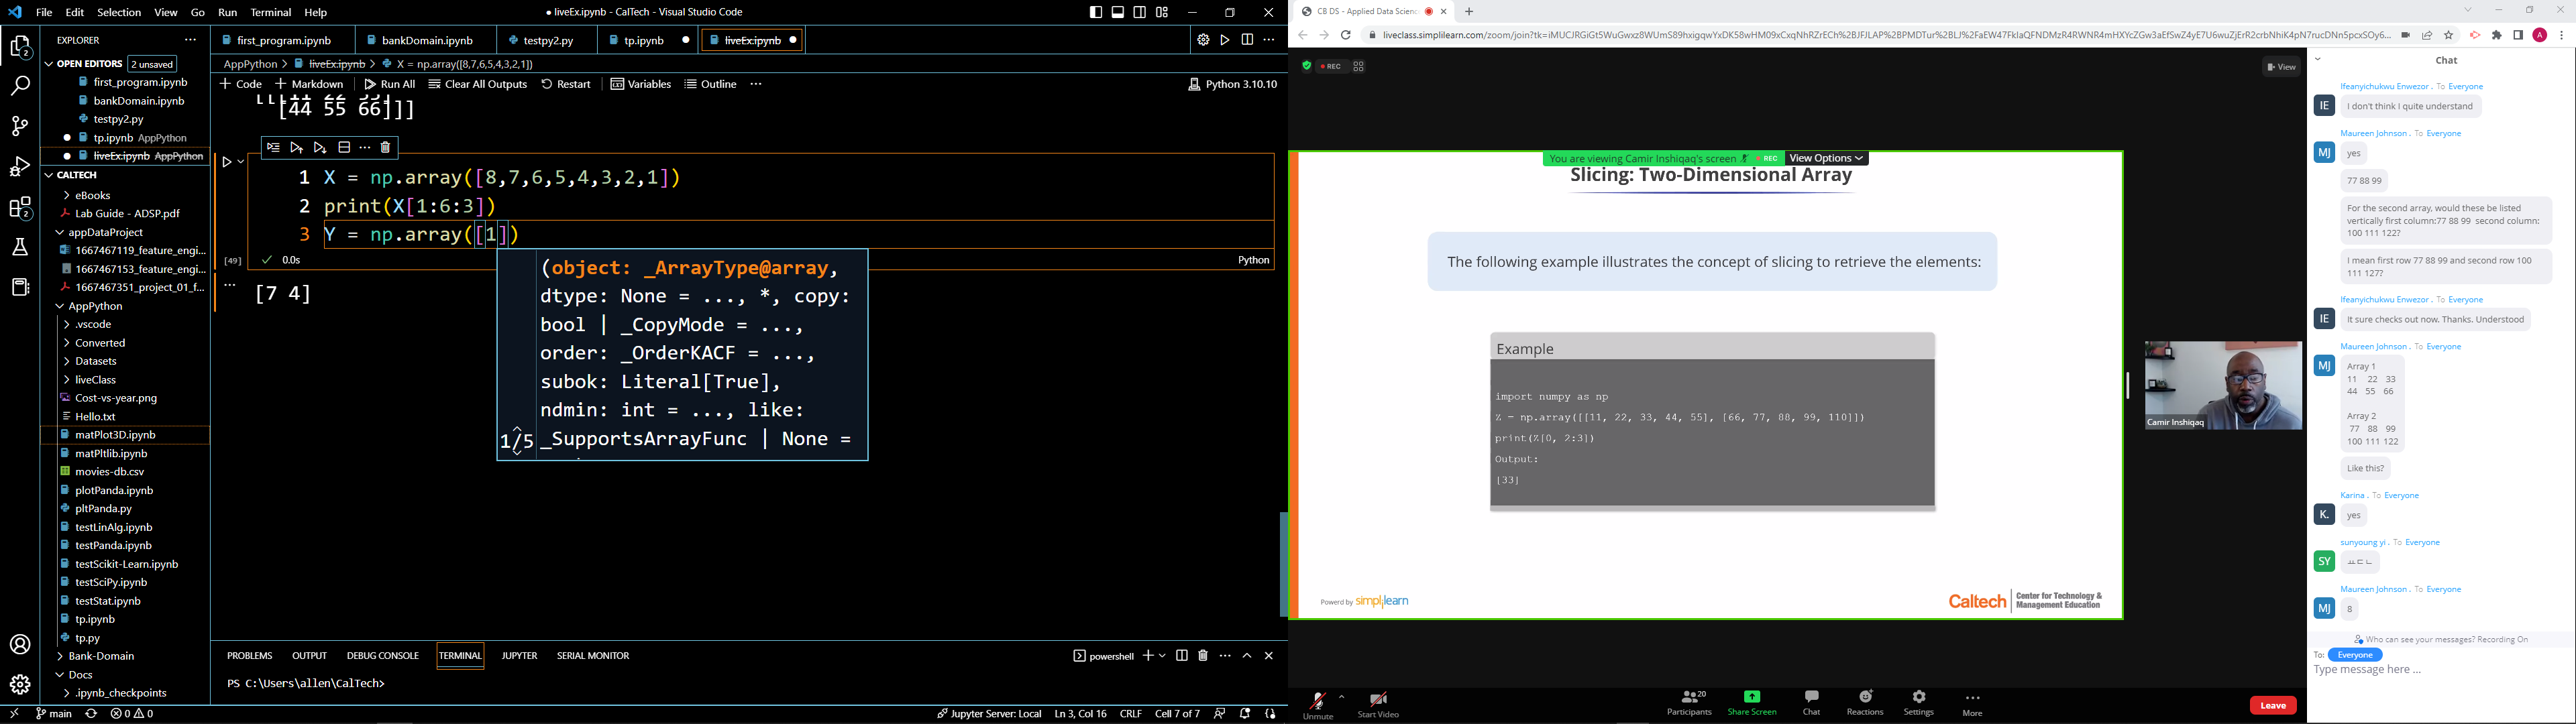 File Edit Selection View Go Run Terminal Help
● liveEx.ipynb - CalTech - Visual Studio Code
EXPLORER
OPEN EDITORS 2 unsaved
first_program.ipynb
bankDomain.ipynb
testpy2.py
tp.ipynb AppPython
liveEx.ipynb AppPython
CALTECH
eBooks
Lab Guide - ADSP.pdf
appDataProject
1667467119_feature_engi...
1667467153_feature_engi...
1667467351_project_01_f...
AppPython
.vscode
Converted
Datasets
liveClass
Cost-vs-year.png
Hello.txt
matPlot3D.ipynb
matPltlib.ipynb
movies-db.csv
plotPanda.ipynb
pltPanda.py
testLinAlg.ipynb
testPanda.ipynb
testScikit-Learn.ipynb
testSciPy.ipynb
testStat.ipynb
tp.ipynb
tp.py
Bank-Domain
Docs
.ipynb_checkpoints
first_program.ipynb bankDomain.ipynb testpy2.py tp.ipynb liveEx.ipynb
AppPython > liveEx.ipynb > X = np.array([8,7,6,5,4,3,2,1])
+ Code + Markdown Run All Clear All Outputs Restart Variables Outline ...
Python 3.10.10
[44 55 66]]]
1 X = np.array([8,7,6,5,4,3,2,1])
2 print(X[1:6:3])
3 Y = np.array([1])
[49] 0.0s Python
[7 4]
(object: _ArrayType@array,
dtype: None = ..., *, copy:
bool | _CopyMode = ...,
order: _OrderKACF = ...,
subok: Literal[True],
ndmin: int = ..., like:
1/5 _SupportsArrayFunc | None =
PROBLEMS OUTPUT DEBUG CONSOLE TERMINAL JUPYTER SERIAL MONITOR
powershell
PS C:\Users\allen\CalTech>
main 0 0
Jupyter Server: Local Ln 3, Col 16 CRLF Cell 7 of 7
CB DS - Applied Data Scienc
REC
View
You are viewing Camir Inshiqaq's screen REC View Options
Slicing: Two-Dimensional Array
The following example illustrates the concept of slicing to retrieve the elements:
Example
import numpy as np
Z = np.array([[11, 22, 33, 44, 55], [66, 77, 88, 99, 110]])
print(Z[0, 2:3])
Output:
[33]
Powerd by simplilearn
Caltech Center for Technology &
Management Education
Camir Inshiqaq
Unmute Start Video
20
Participants Share Screen Chat Reactions Settings More
Leave
Chat
Ifeanyichukwu Enwezor . To Everyone
IE I don't think I quite understand
Maureen Johnson . To Everyone
MJ yes
77 88 99
For the second array, would these be listed
vertically first column:77 88 99 second column:
100 111 122?
I mean first row 77 88 99 and second row 100
111 127?
Ifeanyichukwu Enwezor . To Everyone
IE It sure checks out now. Thanks. Understood
Maureen Johnson . To Everyone
MJ Array 1
11 22 33
44 55 66
Array 2
77 88 99
100 111 122
Like this?
Karina . To Everyone
K. yes
sunyoung yi . To Everyone
SY ㅛㄷㄴ
Maureen Johnson . To Everyone
MJ 8
Who can see your messages? Recording On
To: Everyone
Type message here ...